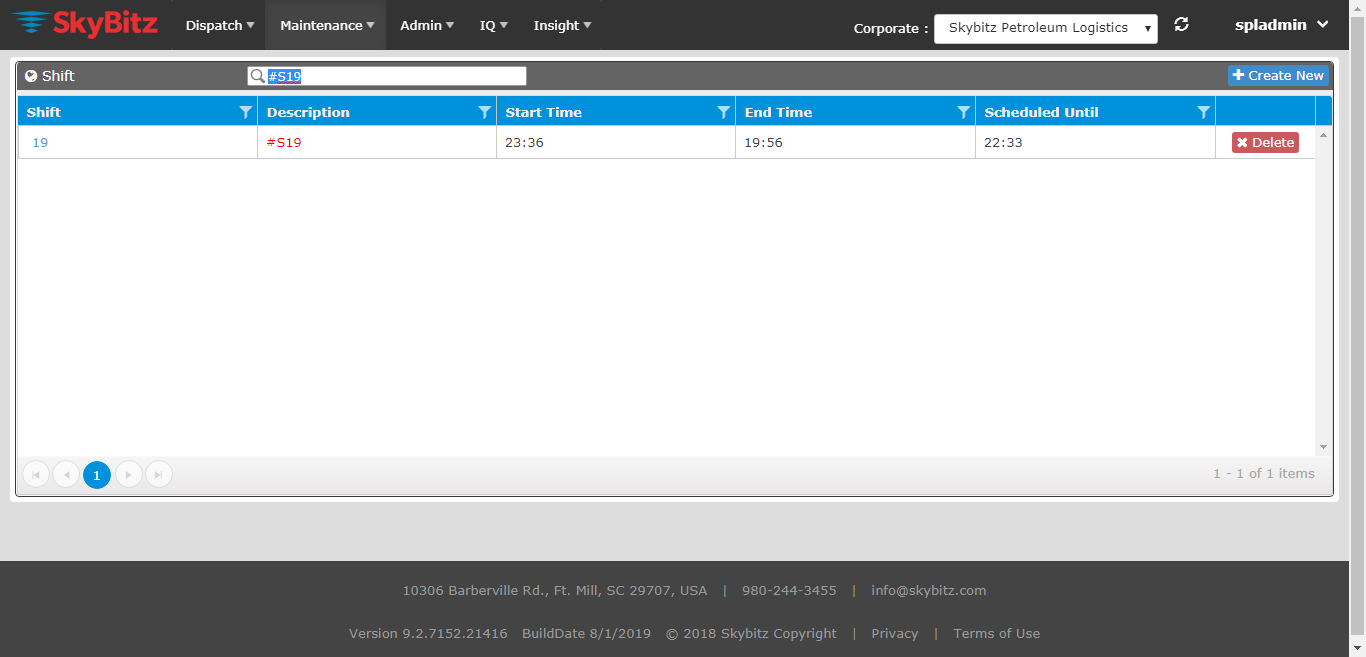 SkyBitz Dispatch Maintenance Admin IQ Insight Corporate : Skybitz Petroleum Logistics spladmin
Shift #S19 Create New
Shift Description Start Time End Time Scheduled Until
19 #S19 23:36 19:56 22:33 Delete
1 1 - 1 of 1 items
10306 Barberville Rd., Ft. Mill, SC 29707, USA | 980-244-3455 | info@skybitz.com
Version 9.2.7152.21416 BuildDate 8/1/2019 © 2018 Skybitz Copyright | Privacy | Terms of Use